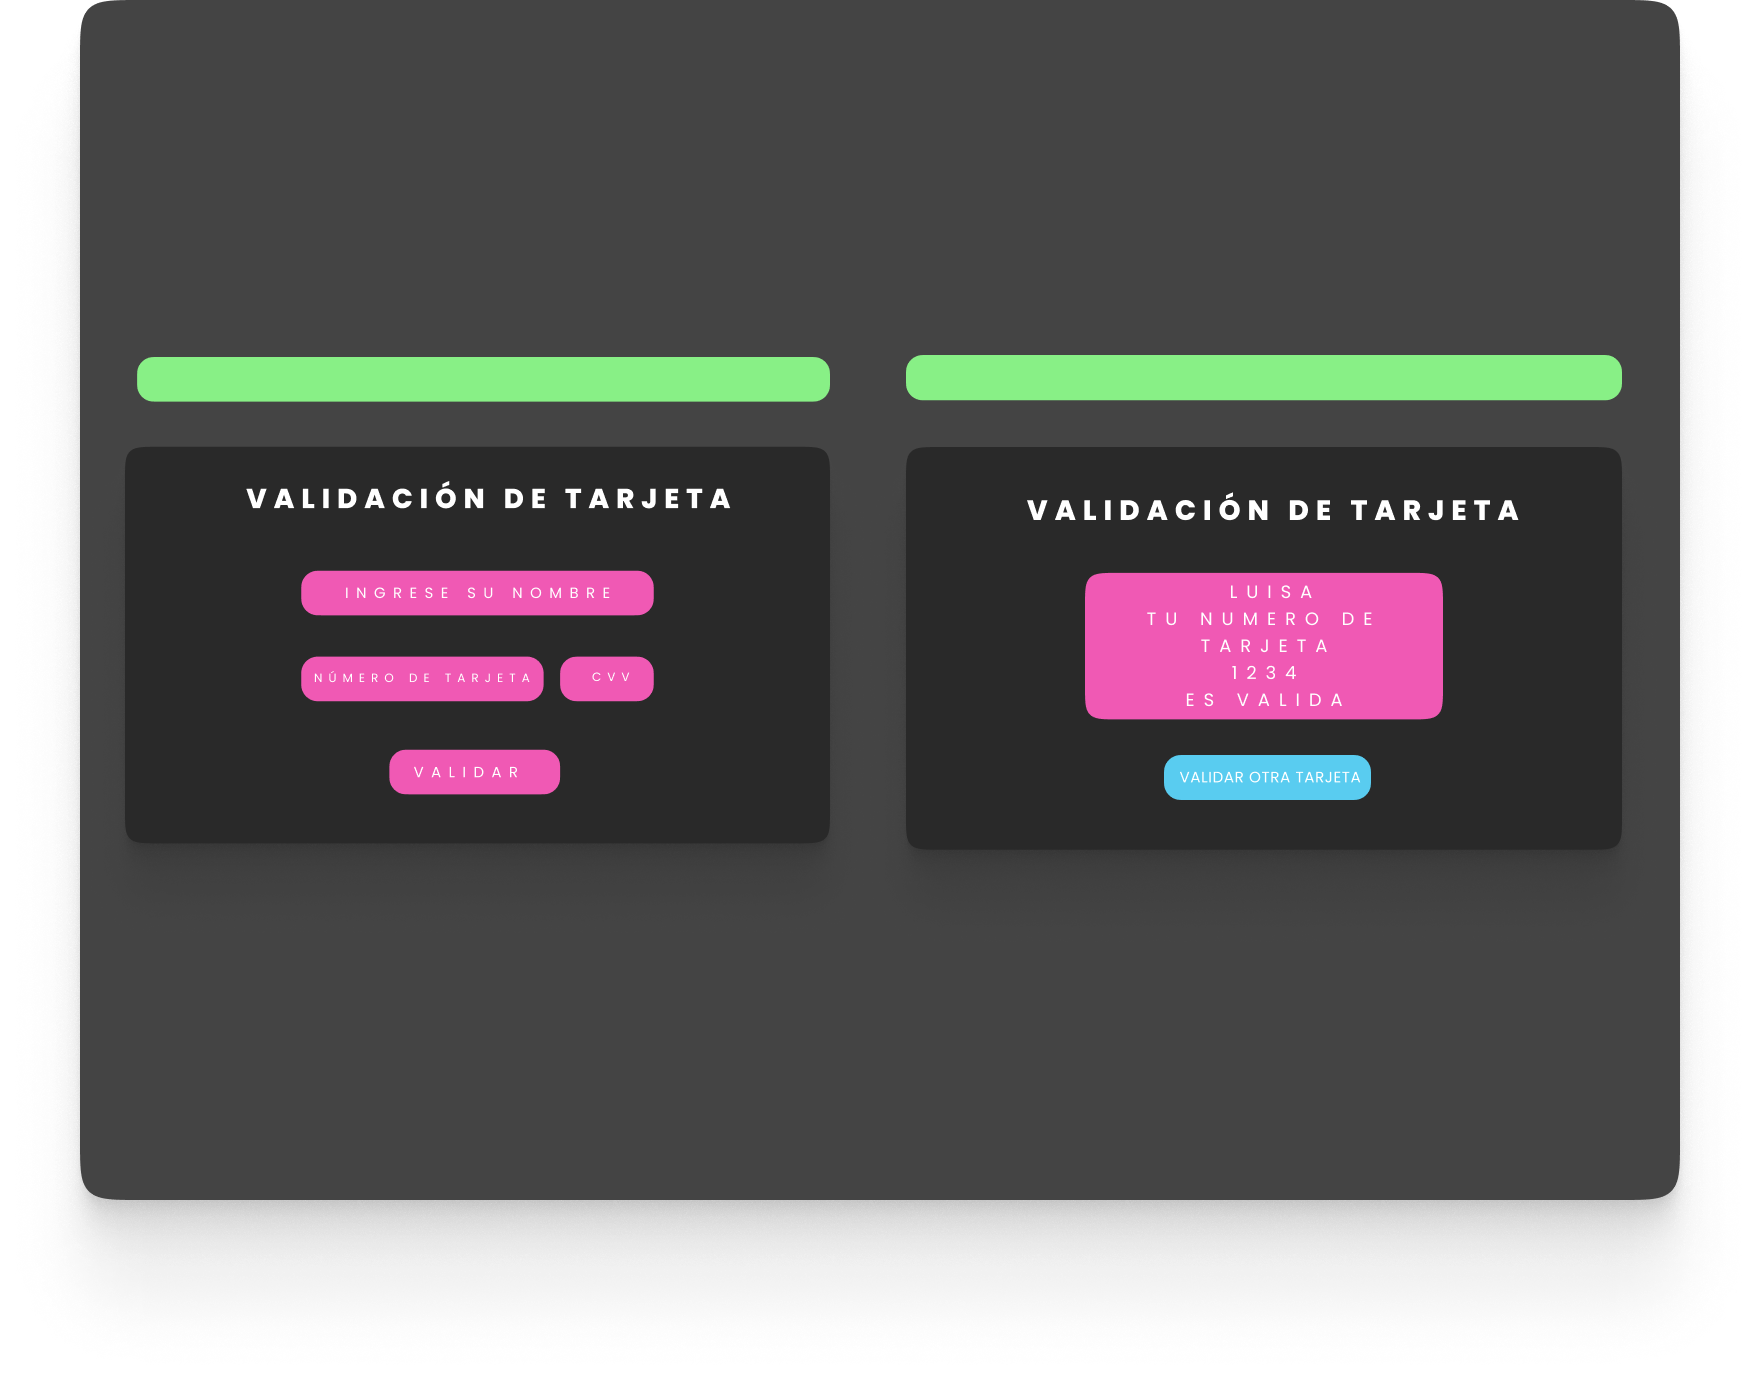 VALIDACIÓN DE TARJETA
INGRESE SU NOMBRE
NÚMERO DE TARJETA
CVV
VALIDAR
VALIDACIÓN DE TARJETA
LUISA
TU NUMERO DE
TARJETA
1234
ES VALIDA
VALIDAR OTRA TARJETA